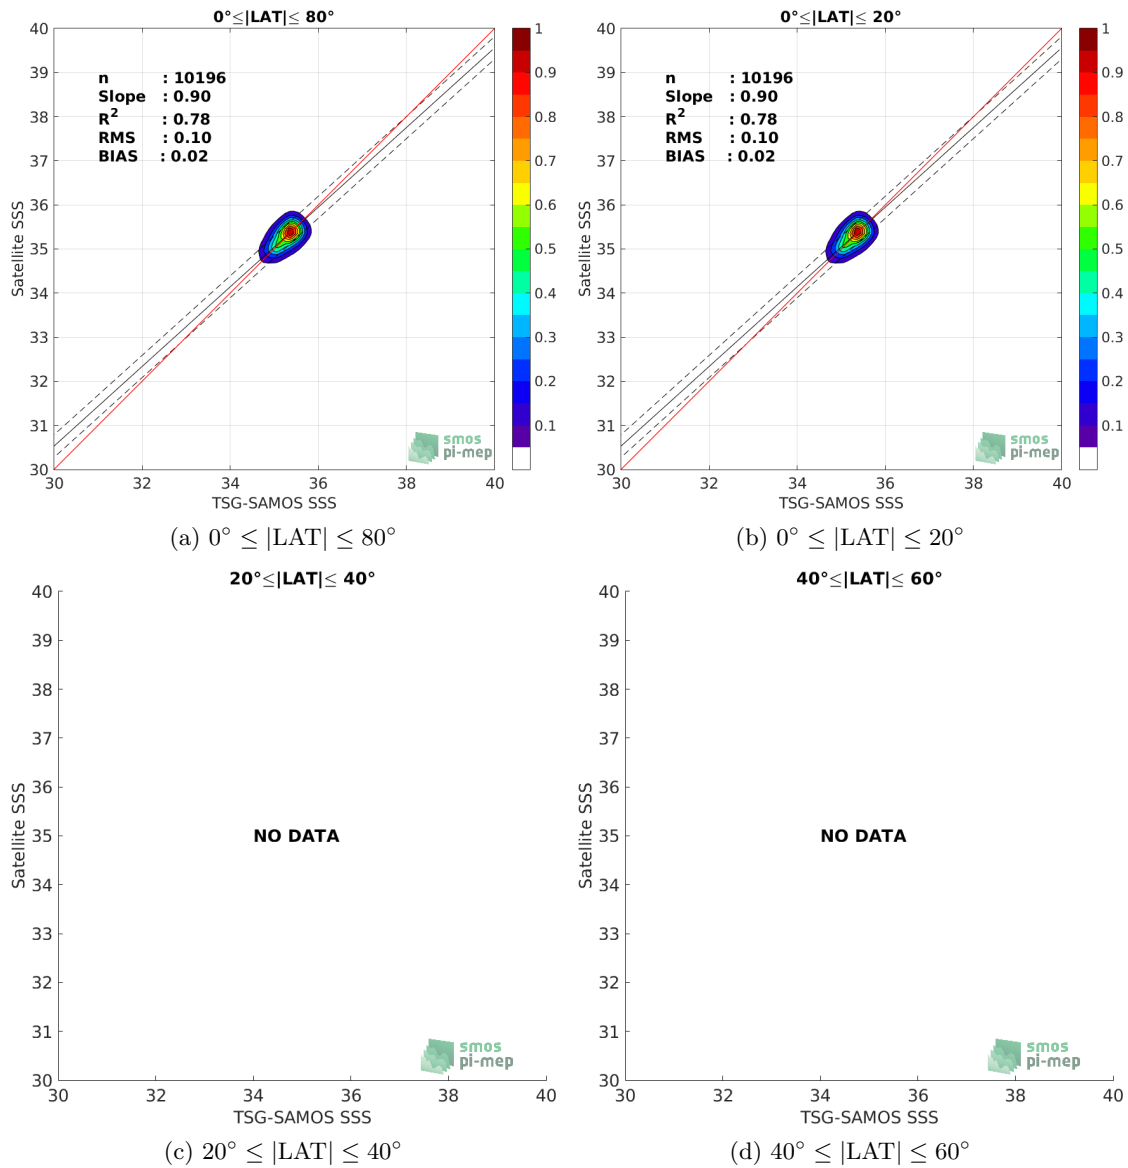 0°≤|LAT|≤ 80°
40
39
38
37
36
35
34
33
32
31
30
Satellite SSS
n : 10196
Slope : 0.90
R2 : 0.78
RMS : 0.10
BIAS : 0.02
1
0.9
0.8
0.7
0.6
0.5
0.4
0.3
0.2
0.1
smos
pi-mep
30 32 34 36 38 40
TSG-SAMOS SSS
(a) 0° ≤ |LAT| ≤ 80°
0°≤|LAT|≤ 20°
40
39
38
37
36
35
34
33
32
31
30
Satellite SSS
n : 10196
Slope : 0.90
R2 : 0.78
RMS : 0.10
BIAS : 0.02
1
0.9
0.8
0.7
0.6
0.5
0.4
0.3
0.2
0.1
smos
pi-mep
30 32 34 36 38 40
TSG-SAMOS SSS
(b) 0° ≤ |LAT| ≤ 20°
20°≤|LAT|≤ 40°
40
39
38
37
36
35
34
33
32
31
30
Satellite SSS
NO DATA
smos
pi-mep
30 32 34 36 38 40
TSG-SAMOS SSS
(c) 20° ≤ |LAT| ≤ 40°
40°≤|LAT|≤ 60°
40
39
38
37
36
35
34
33
32
31
30
Satellite SSS
NO DATA
smos
pi-mep
30 32 34 36 38 40
TSG-SAMOS SSS
(d) 40° ≤ |LAT| ≤ 60°